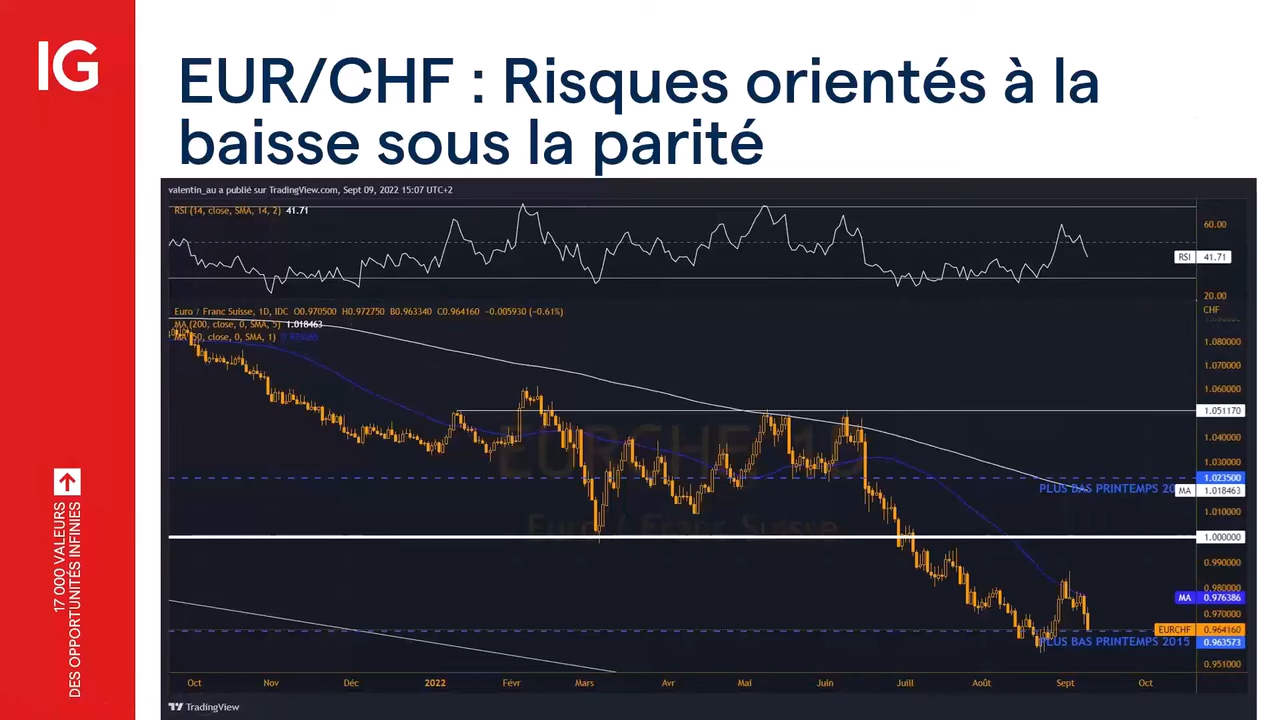 IG
EUR/CHF : Risques orientés à la
baisse sous la parité
valentin_au a publié sur TradingView.com, Sept 09, 2022 15:07 UTC+2
RSI (14, close, SMA, 14, 2) 41.71
60.00
RSI 41.71
20.00
Euro / Franc Suisse, 1D, IDC O0.970500 H0.972750 B0.963340 C0.964160 −0.005930 (−0.61%)
CHF
MA (200, close, 0, SMA, 5) 1.018463
1.080000
1.070000
1.060000
1.051170
1.040000
1.030000
1.023500
PLUS BAS PRINTEMPS MA 1.018463
1.010000
Euro / Franc Suisse
1.000000
0.990000
0.980000
MA 0.976386
0.970000
EURCHF 0.964160
PLUS BAS PRINTEMPS 2015 0.963573
0.951000
Oct Nov Déc 2022 Févr Mars Avr Mai Juin Juill Août Sept Oct
TradingView
17 000 VALEURS
DES OPPORTUNITÉS INFINIES